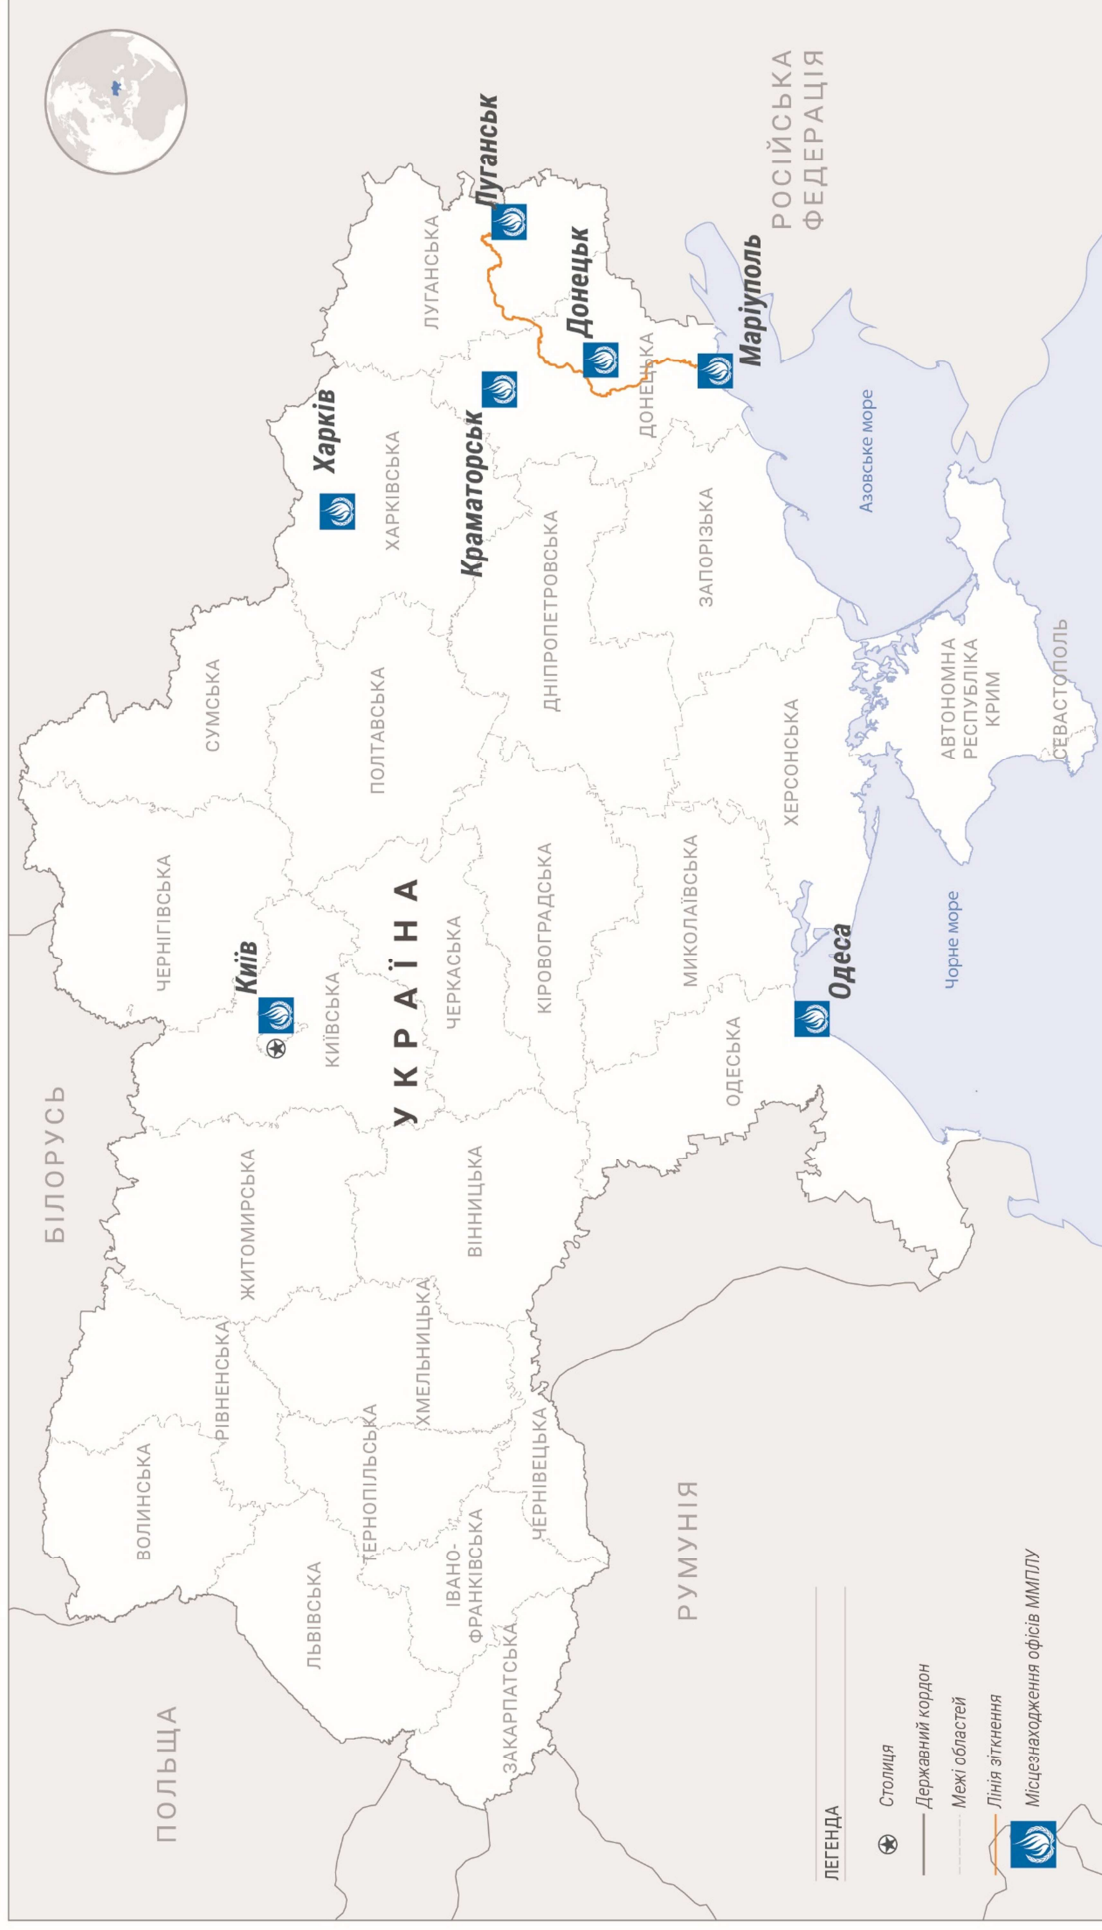 БІЛОРУСЬ
ПОЛЬЩА
РУМУНІЯ
РОСІЙСЬКА
ФЕДЕРАЦІЯ
УКРАЇНА
ВОЛИНСЬКА
РІВНЕНСЬКА
ЖИТОМИРСЬКА
Київ
КИЇВСЬКА
ЧЕРНІГІВСЬКА
СУМСЬКА
ЛЬВІВСЬКА
ТЕРНОПІЛЬСЬКА
ХМЕЛЬНИЦЬКА
ВІННИЦЬКА
ЧЕРКАСЬКА
ПОЛТАВСЬКА
Харків
ХАРКІВСЬКА
ЛУГАНСЬКА
Луганськ
ЗАКАРПАТСЬКА
ІВАНО-
ФРАНКІВСЬКА
ЧЕРНІВЕЦЬКА
КІРОВОГРАДСЬКА
ДНІПРОПЕТРОВСЬКА
Краматорськ
Донецьк
ДОНЕЦЬКА
Маріуполь
ОДЕСЬКА
Одеса
МИКОЛАЇВСЬКА
ХЕРСОНСЬКА
ЗАПОРІЗЬКА
Азовське море
Чорне море
АВТОНОМНА
РЕСПУБЛІКА
КРИМ
СЕВАСТОПОЛЬ
ЛЕГЕНДА
Столиця
Державний кордон
Межі областей
Лінія зіткнення
Місцезнаходження офісів ММПЛУ